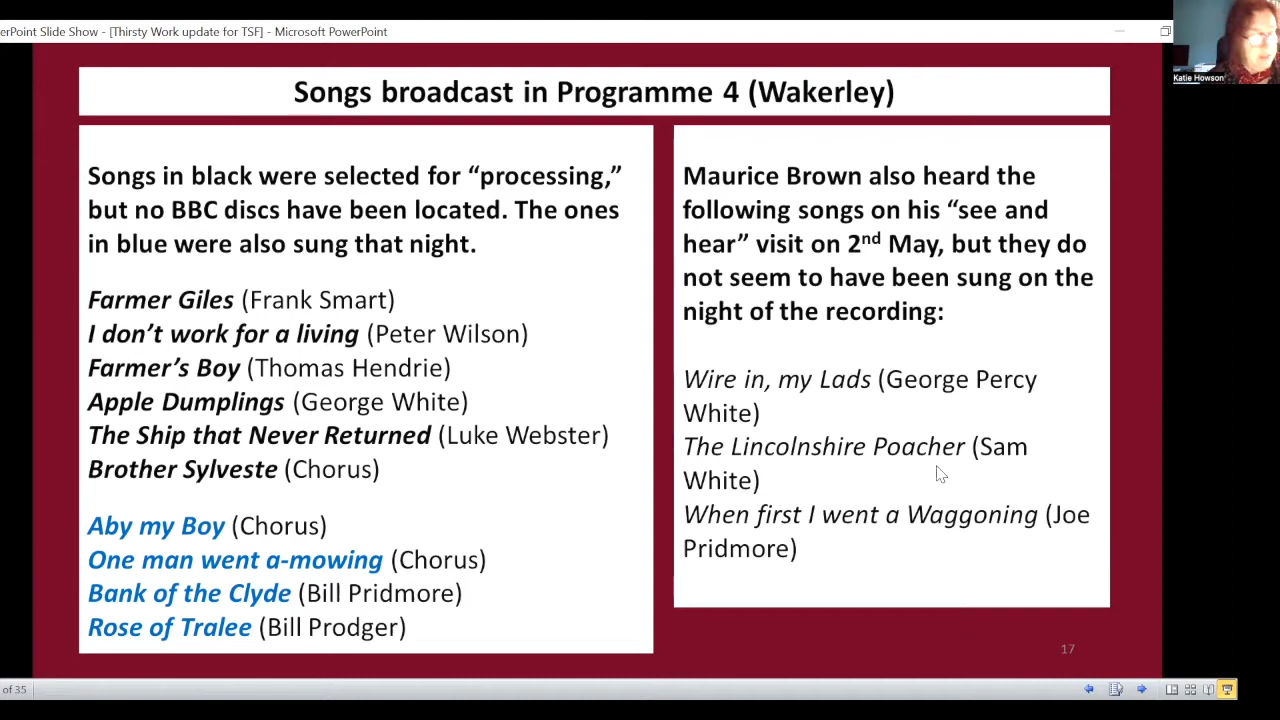 erPoint Slide Show - [Thirsty Work update for TSF] - Microsoft PowerPoint
Katie Howson
Songs broadcast in Programme 4 (Wakerley)
Songs in black were selected for “processing,”
but no BBC discs have been located. The ones
in blue were also sung that night.
Farmer Giles (Frank Smart)
I don’t work for a living (Peter Wilson)
Farmer’s Boy (Thomas Hendrie)
Apple Dumplings (George White)
The Ship that Never Returned (Luke Webster)
Brother Sylveste (Chorus)
Aby my Boy (Chorus)
One man went a-mowing (Chorus)
Bank of the Clyde (Bill Pridmore)
Rose of Tralee (Bill Prodger)
Maurice Brown also heard the
following songs on his “see and
hear” visit on 2nd May, but they do
not seem to have been sung on the
night of the recording:
Wire in, my Lads (George Percy
White)
The Lincolnshire Poacher (Sam
White)
When first I went a Waggoning (Joe
Pridmore)
17
of 35